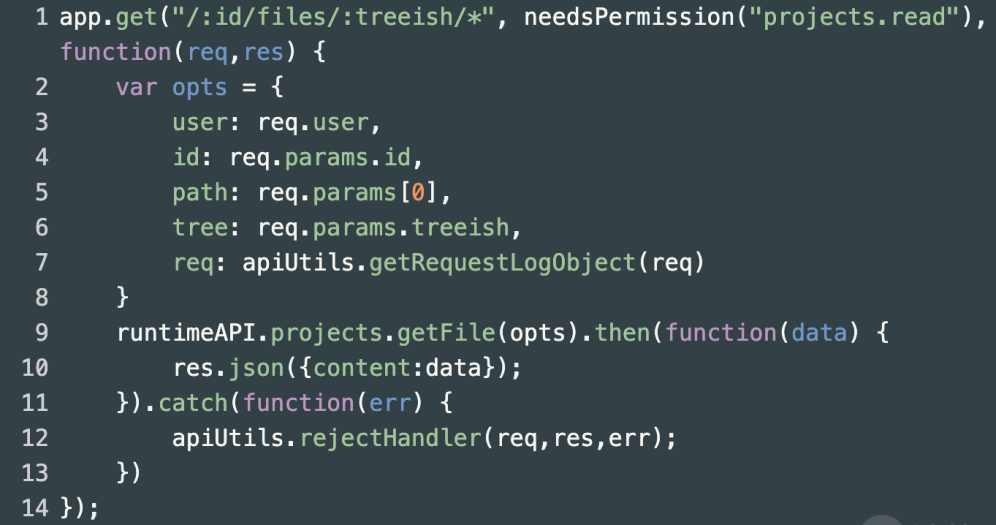 1 app.get("/:id/files/:treeish/*", needsPermission("projects.read"),
function(req,res) {
2     var opts = {
3         user: req.user,
4         id: req.params.id,
5         path: req.params[0],
6         tree: req.params.treeish,
7         req: apiUtils.getRequestLogObject(req)
8     }
9     runtimeAPI.projects.getFile(opts).then(function(data) {
10         res.json({content:data});
11     }).catch(function(err) {
12         apiUtils.rejectHandler(req,res,err);
13     })
14 });